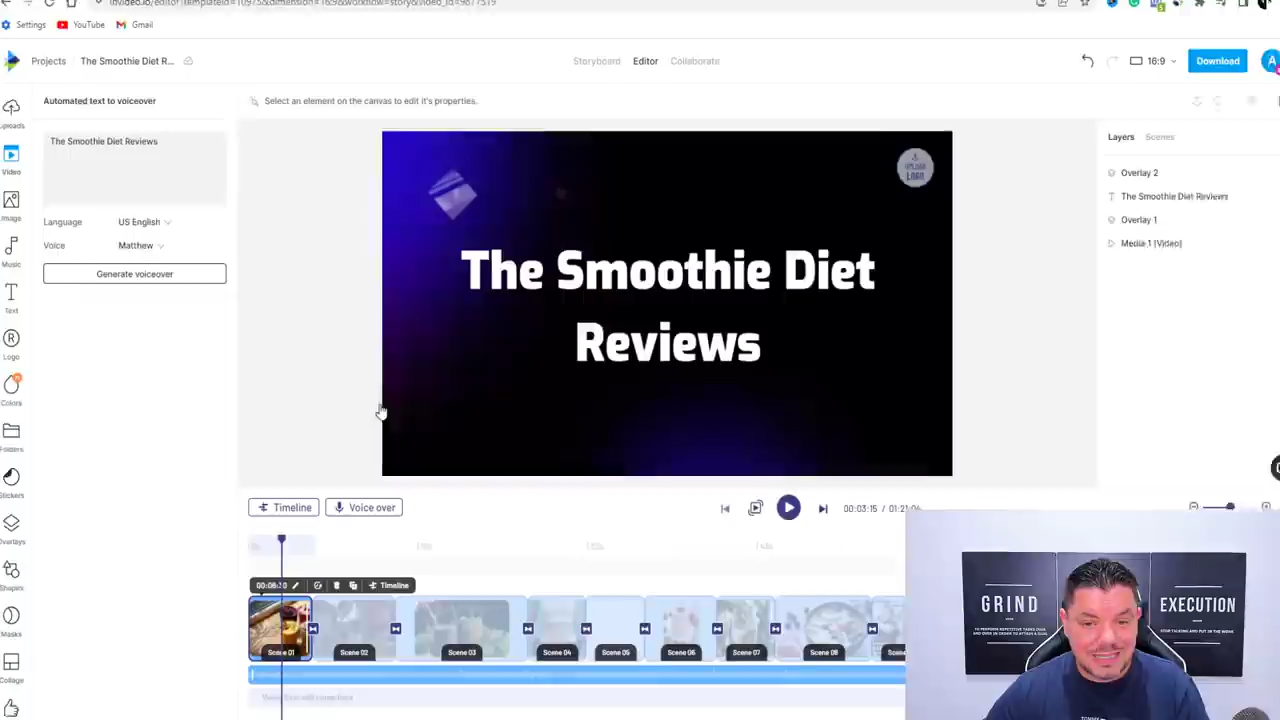 Settings
YouTube
Gmail
Projects
The Smoothie Diet R...
Storyboard
Editor
Collaborate
16:9
Download
Automated text to voiceover
Select an element on the canvas to edit it's properties.
The Smoothie Diet Reviews
Language
US English
Voice
Matthew
Generate voiceover
Uploads
Video
Image
Music
Text
Logo
Colors
Folders
Stickers
Overlays
Shapes
Masks
Collage
UPLOAD
LOGO
The Smoothie Diet
Reviews
Layers
Scenes
Overlay 2
The Smoothie Diet Reviews
Overlay 1
Media 1 (Video)
Timeline
Voice over
00:03:15 / 01:21:06
Timeline
Scene 01
Scene 02
Scene 03
Scene 04
Scene 05
Scene 06
Scene 07
Scene 08
GRIND
EXECUTION